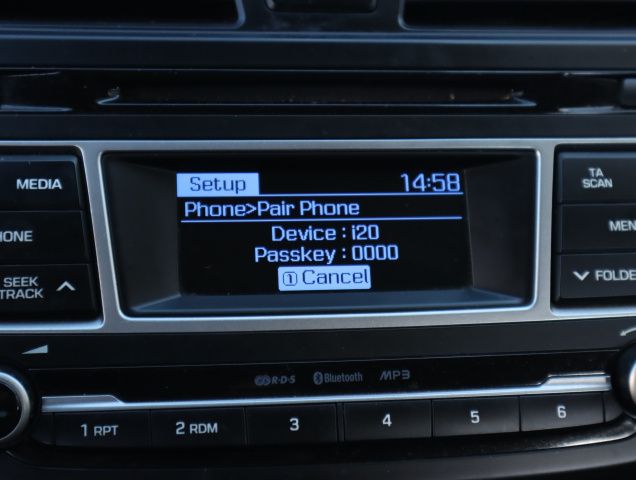 Setup 14:58
Phone>Pair Phone
Device : i20
Passkey : 0000
1 Cancel
MEDIA
HONE
SEEK
TRACK
TA
SCAN
MEN
FOLDE
R·D·S Bluetooth MP3
1 RPT 2 RDM 3 4 5 6